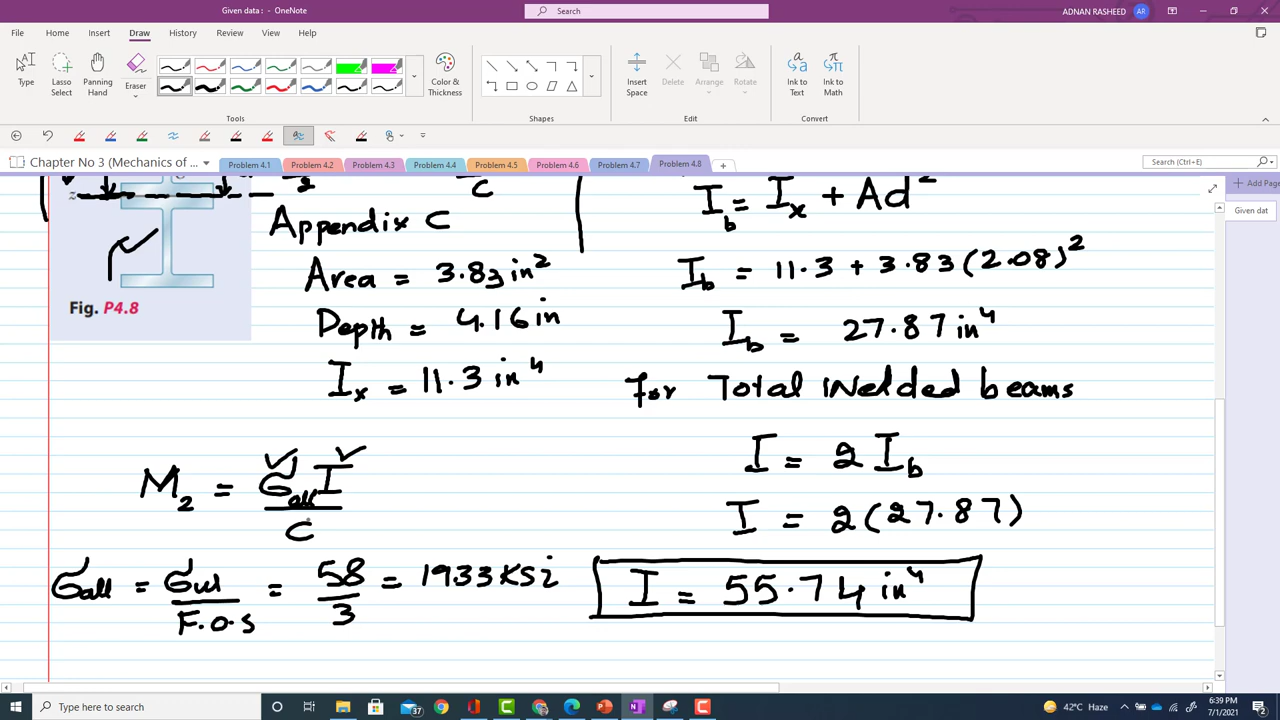 Given data : - OneNote
Search
ADNAN RASHEED
AR
File Home Insert Draw History Review View Help
Type
Lasso Select
Panning Hand
Eraser
Color & Thickness
Insert Space
Delete
Arrange
Rotate
Ink to Text
Ink to Math
Tools
Shapes
Edit
Convert
Chapter No 3 (Mechanics of ...
Problem 4.1 Problem 4.2 Problem 4.3 Problem 4.4 Problem 4.5 Problem 4.6 Problem 4.7 Problem 4.8
Search (Ctrl+E)
Add Page
Given dat
Fig. P4.8
C
Appendix C
Area = 3.83 in²
Depth = 4.16 in
Iₓ = 11.3 in⁴
M₂ = σall I / C
σall = σul / F.O.S = 58 / 3 = 1933 KSi
I_b = Iₓ + Ad²
I_b = 11.3 + 3.83(2.08)²
I_b = 27.87 in⁴
for Total Welded beams
I = 2 I_b
I = 2(27.87)
I = 55.74 in⁴
Type here to search
37
42°C Haze
6:39 PM
7/1/2021